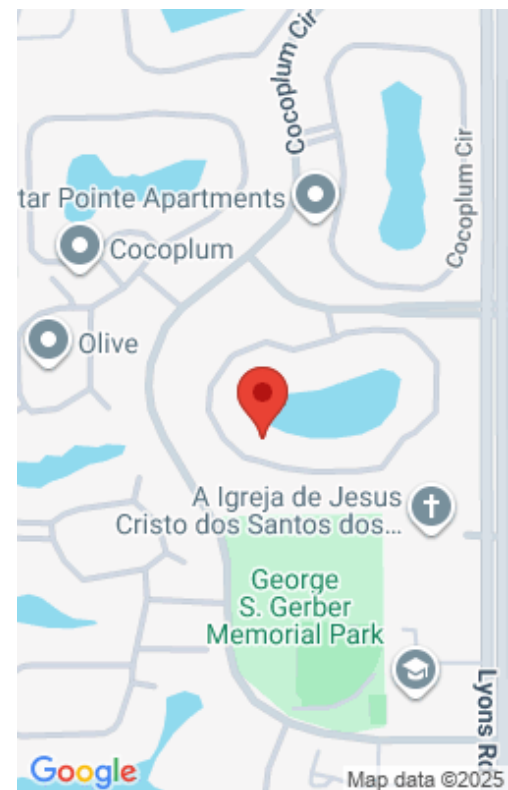 Cocoplum Cir
tar Pointe Apartments
Cocoplum Cir
Cocoplum
Olive
A Igreja de Jesus
Cristo dos Santos dos...
George
S. Gerber
Memorial Park
Lyons Rd
Google
Map data ©2025